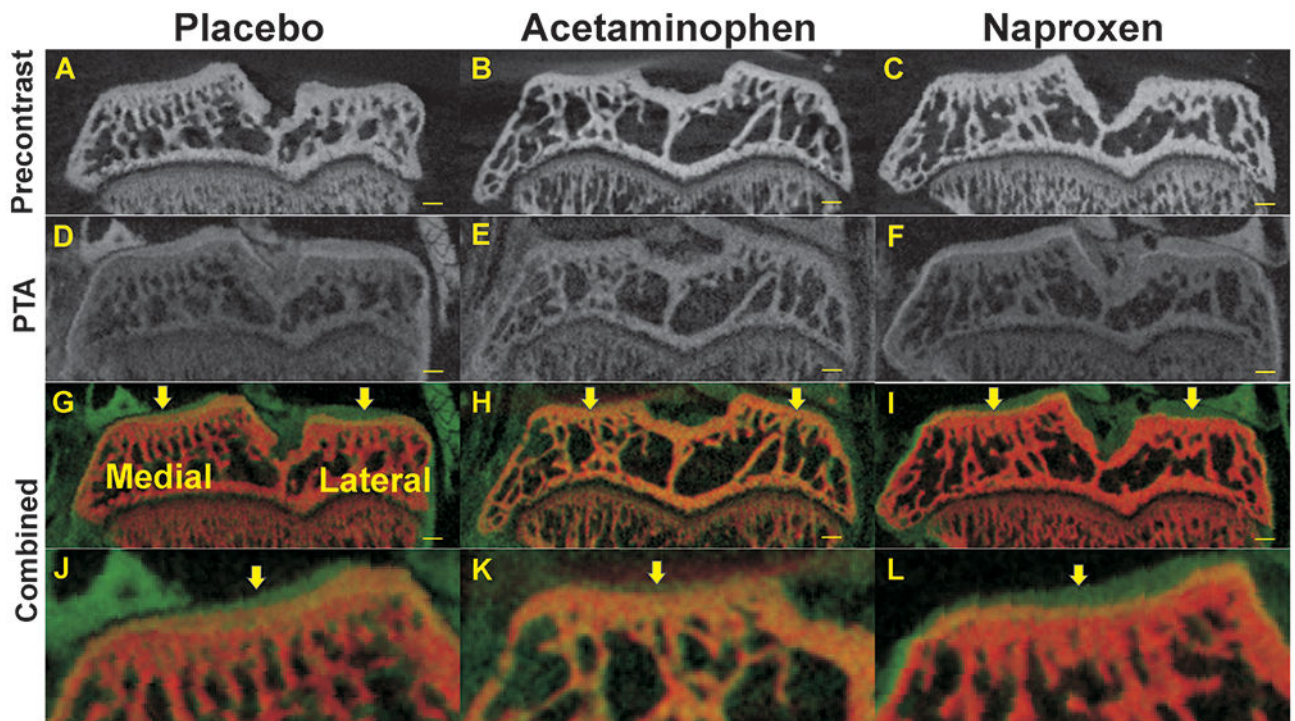 Placebo Acetaminophen Naproxen
Precontrast
A B C
PTA
D E F
Combined
G H I
Medial Lateral
J K L